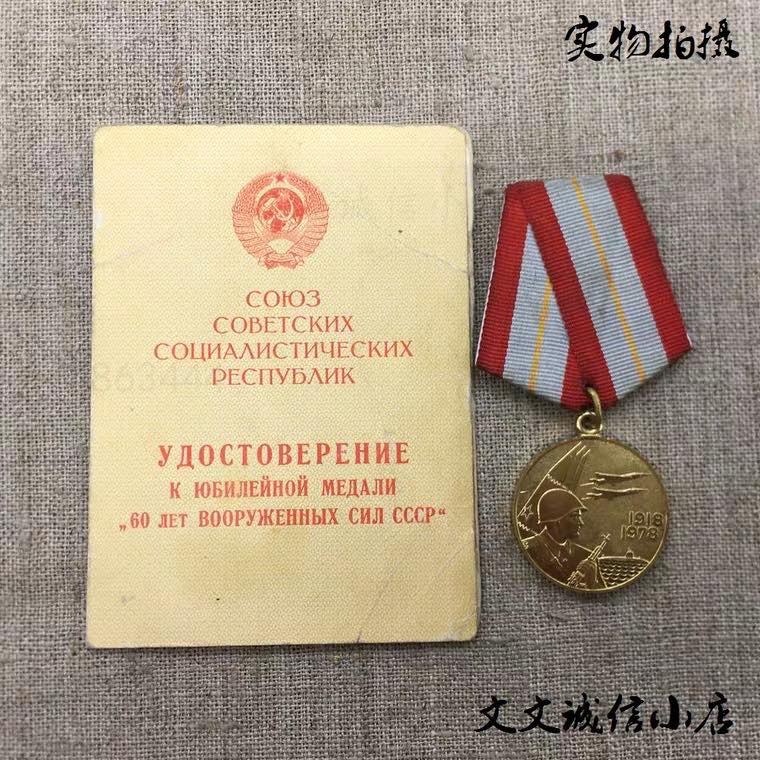 实物拍摄
СОЮЗ
СОВЕТСКИХ
СОЦИАЛИСТИЧЕСКИХ
РЕСПУБЛИК
УДОСТОВЕРЕНИЕ
К ЮБИЛЕЙНОЙ МЕДАЛИ
„60 ЛЕТ ВООРУЖЕННЫХ СИЛ СССР“
1918
1978
文文诚信小店